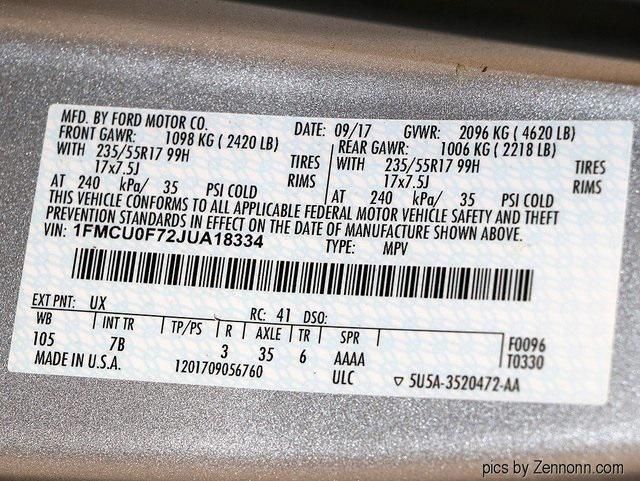 MFD. BY FORD MOTOR CO.
DATE: 09/17 GVWR: 2096 KG ( 4620 LB)
FRONT GAWR: 1098 KG ( 2420 LB)
REAR GAWR: 1006 KG ( 2218 LB)
WITH 235/55R17 99H TIRES
WITH 235/55R17 99H TIRES
17x7.5J RIMS
17x7.5J RIMS
AT 240 kPa/ 35 PSI COLD
AT 240 kPa/ 35 PSI COLD
THIS VEHICLE CONFORMS TO ALL APPLICABLE FEDERAL MOTOR VEHICLE SAFETY AND THEFT
PREVENTION STANDARDS IN EFFECT ON THE DATE OF MANUFACTURE SHOWN ABOVE.
VIN: 1FMCU0F72JUA18334
TYPE: MPV
EXT PNT: UX RC: 41 DSO:
WB INT TR TP/PS R AXLE TR SPR F0096
105 7B 3 35 6 AAAA T0330
MADE IN U.S.A. 1201709056760 ULC ▽ 5U5A-3520472-AA
pics by Zennonn.com